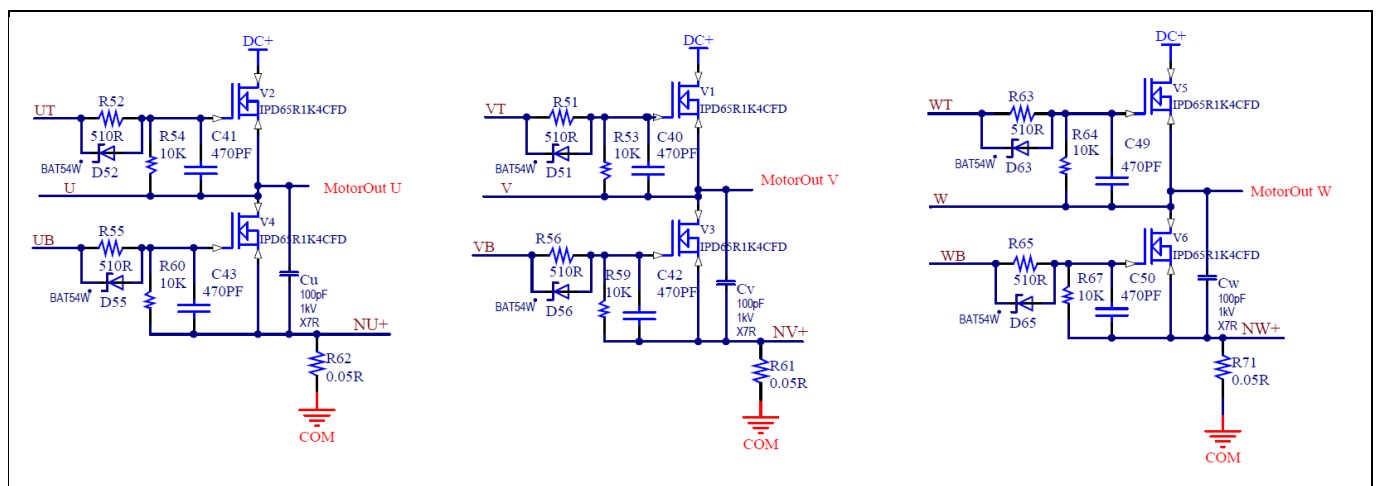 DC+
V2
IPD65R1K4CFD
UT
R52
510R
BAT54W
D52
R54
10K
C41
470PF
U
MotorOut U
V4
IPD65R1K4CFD
UB
R55
510R
BAT54W
D55
R60
10K
C43
470PF
Cu
100pF
1kV
X7R
NU+
R62
0.05R
COM
DC+
V1
IPD65R1K4CFD
VT
R51
510R
BAT54W
D51
R53
10K
C40
470PF
V
MotorOut V
V3
IPD65R1K4CFD
VB
R56
510R
BAT54W
D56
R59
10K
C42
470PF
Cv
100pF
1kV
X7R
NV+
R61
0.05R
COM
DC+
V5
IPD65R1K4CFD
WT
R63
510R
BAT54W
D63
R64
10K
C49
470PF
W
MotorOut W
V6
IPD65R1K4CFD
WB
R65
510R
BAT54W
D65
R67
10K
C50
470PF
Cw
100pF
1kV
X7R
NW+
R71
0.05R
COM